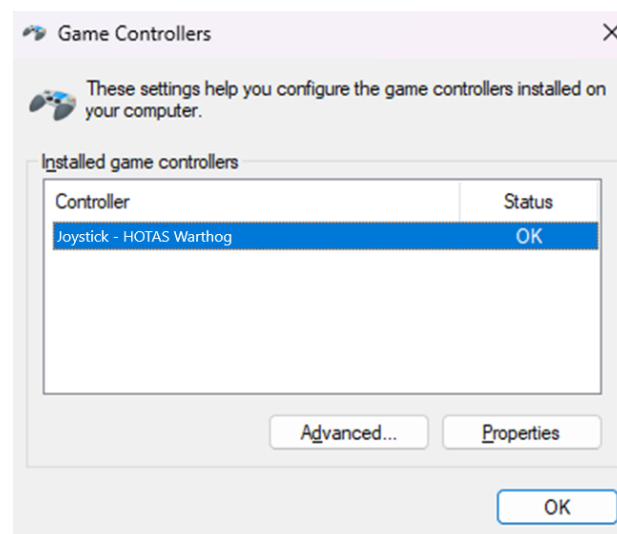 Game Controllers
These settings help you configure the game controllers installed on
your computer.
Installed game controllers
Controller Status
Joystick - HOTAS Warthog OK
Advanced... Properties
OK